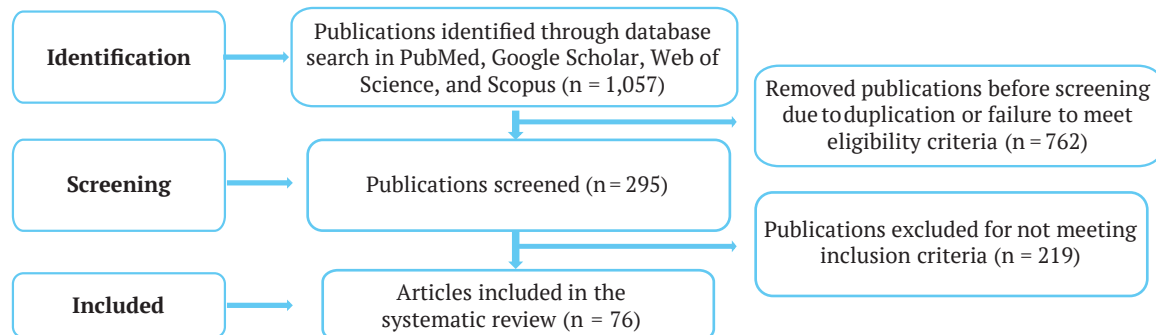 Identification
Publications identified through database
search in PubMed, Google Scholar, Web of
Science, and Scopus (n = 1,057)
Removed publications before screening
due to duplication or failure to meet
eligibility criteria (n = 762)
Screening
Publications screened (n = 295)
Publications excluded for not meeting
inclusion criteria (n = 219)
Included
Articles included in the
systematic review (n = 76)